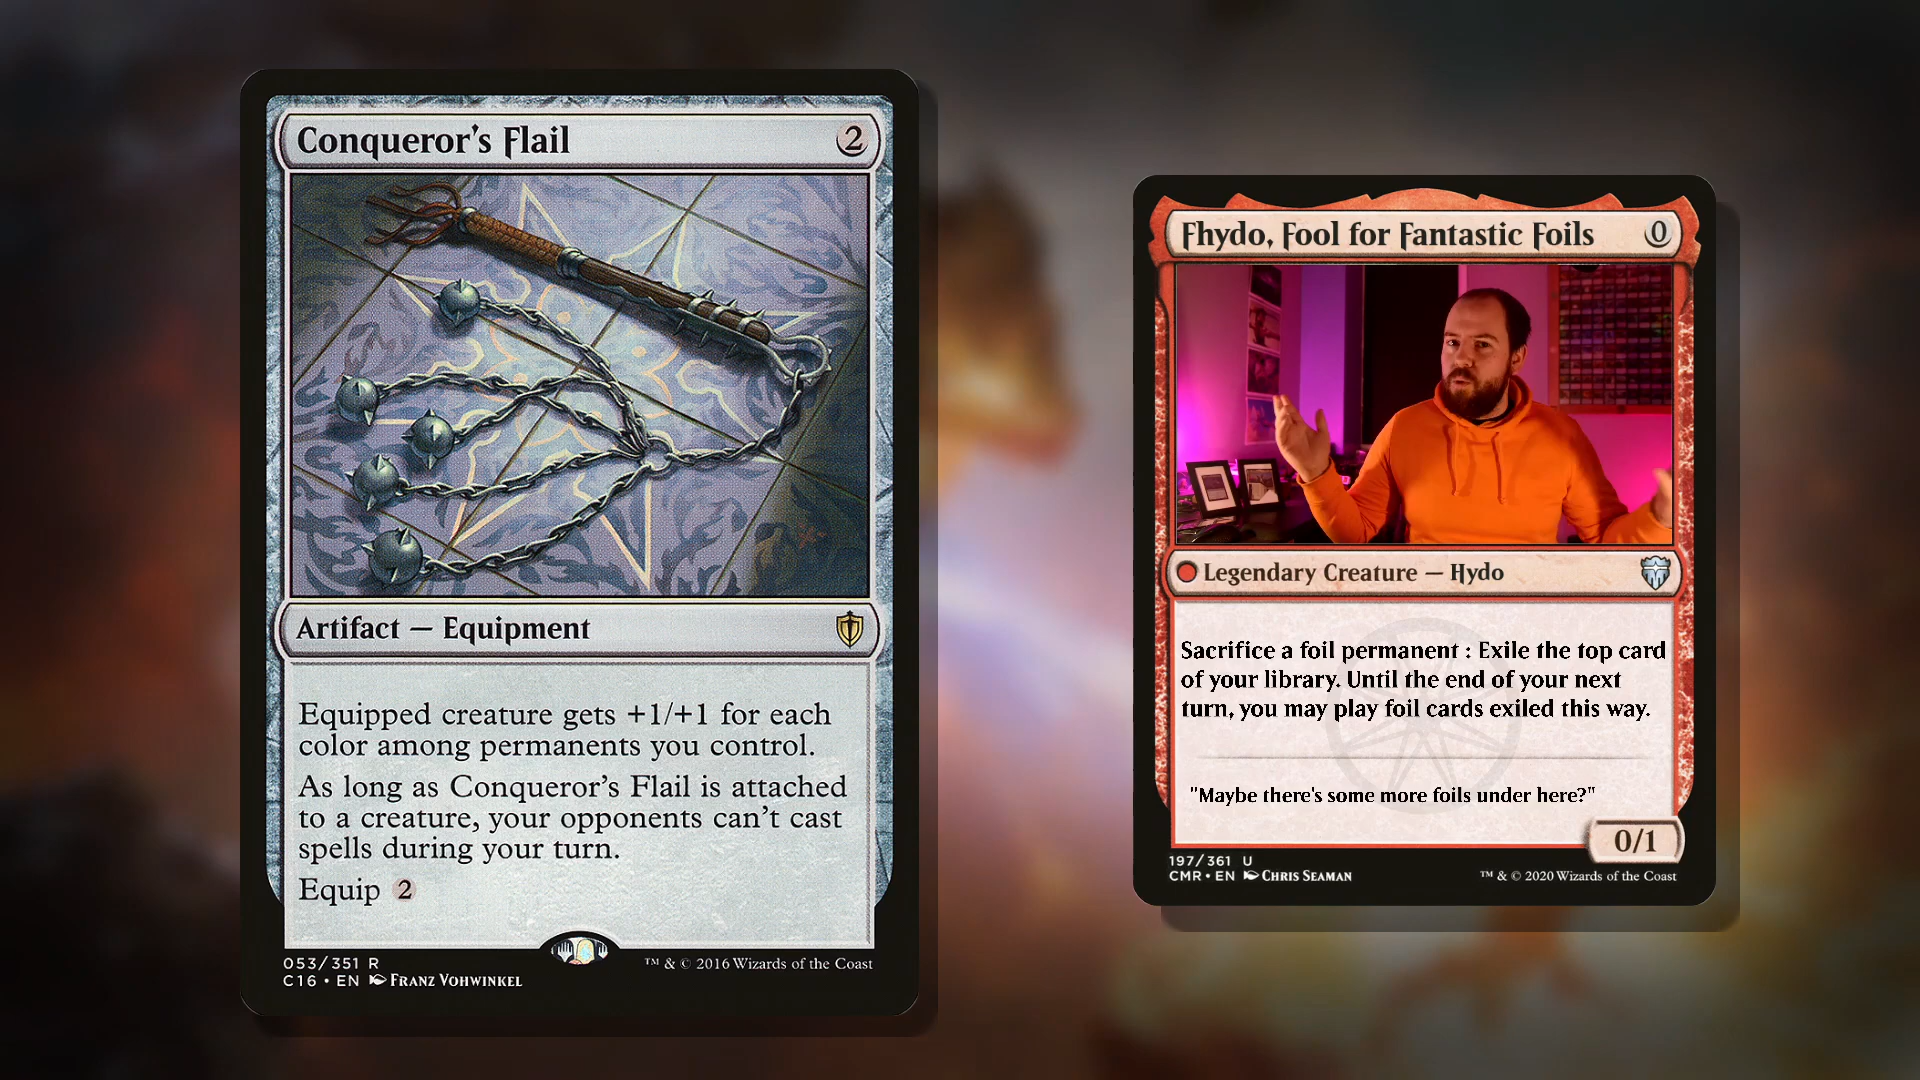 Conqueror's Flail 2
Artifact — Equipment
Equipped creature gets +1/+1 for each
color among permanents you control.
As long as Conqueror's Flail is attached
to a creature, your opponents can't cast
spells during your turn.
Equip 2
053/351 R
C16 • EN FRANZ VOHWINKEL
™ & © 2016 Wizards of the Coast
Fhydo, Fool for Fantastic Foils 0
Legendary Creature — Hydo
Sacrifice a foil permanent : Exile the top card
of your library. Until the end of your next
turn, you may play foil cards exiled this way.
"Maybe there's some more foils under here?"
0/1
197/361 U
CMR • EN CHRIS SEAMAN
™ & © 2020 Wizards of the Coast